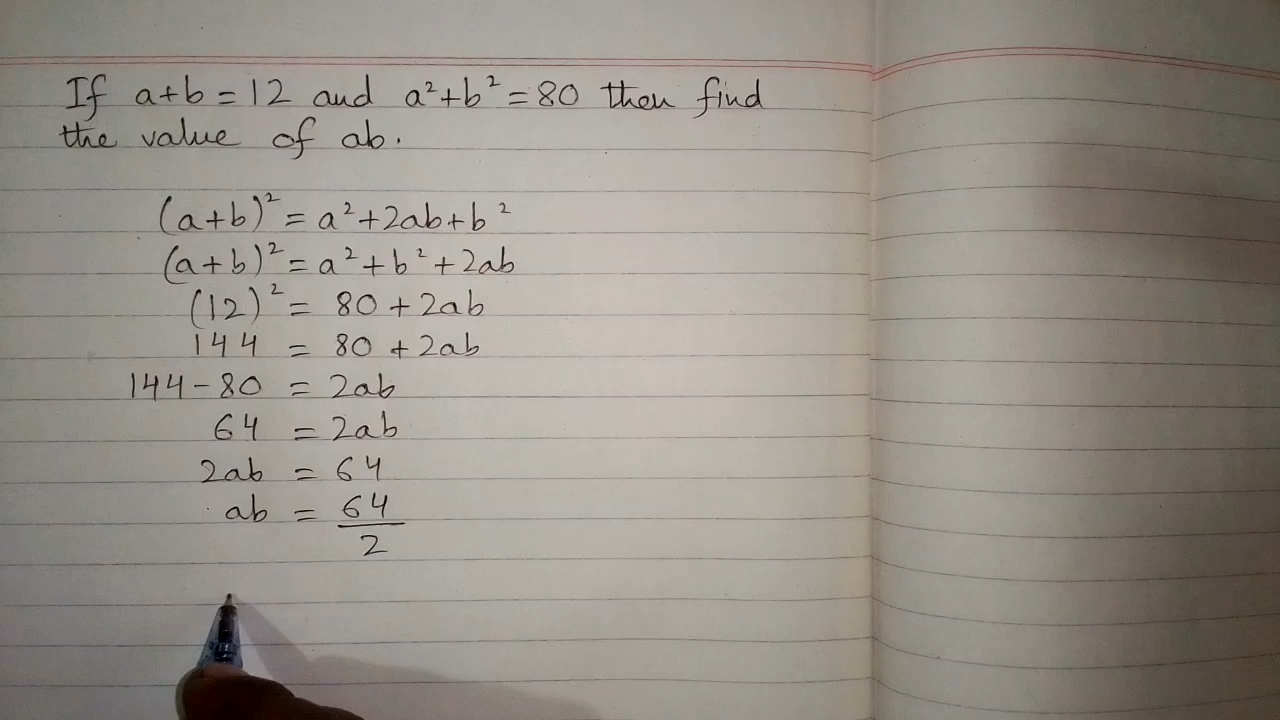 If a+b = 12 and a²+b² = 80 then find
the value of ab.
(a+b)² = a²+2ab+b²
(a+b)² = a²+b²+2ab
(12)² = 80+2ab
144 = 80+2ab
144-80 = 2ab
64 = 2ab
2ab = 64
ab = 64/2